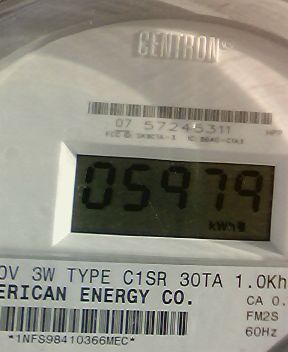 CENTRON®
07 57245311
05979
kWh
0V 3W TYPE C1SR 30TA 1.0Kh
ERICAN ENERGY CO.
CA 0.
FM2S
60Hz
*1NFS98410366MEC*